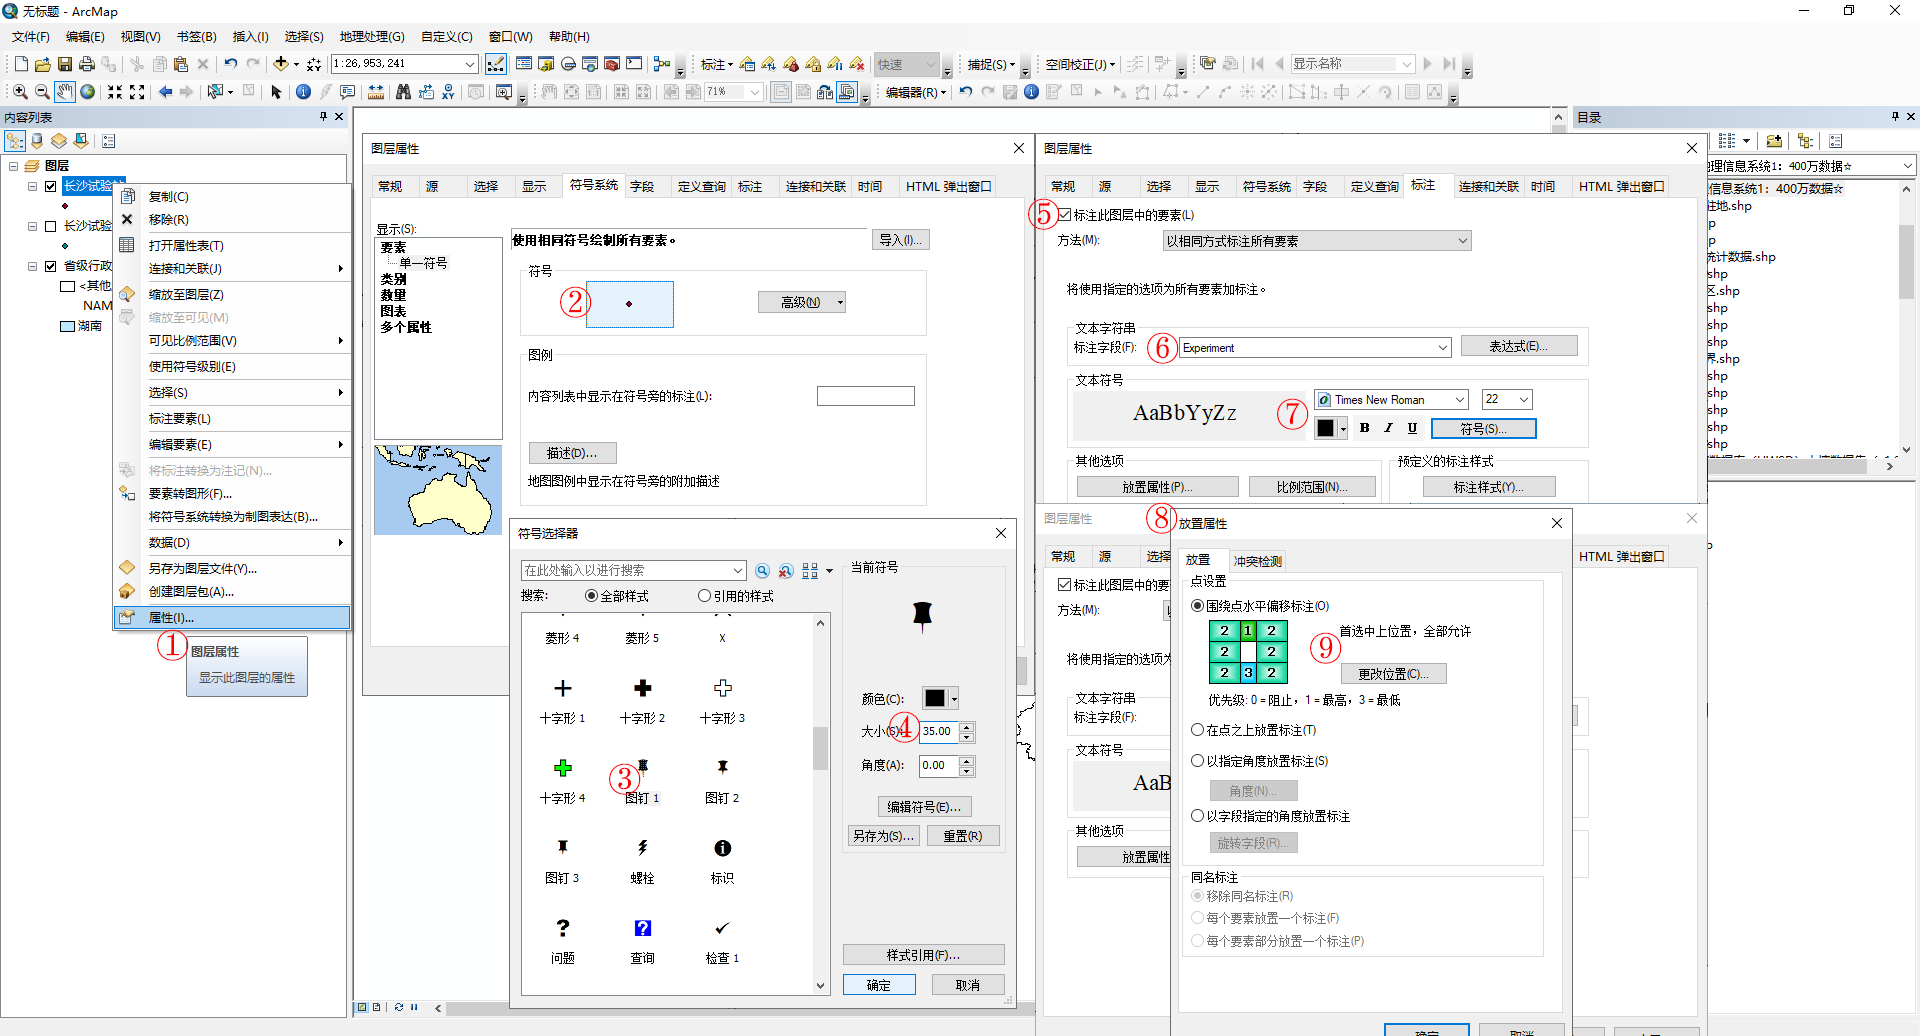 无标题 - ArcMap
文件(F) 编辑(E) 视图(V) 书签(B) 插入(I) 选择(S) 地理处理(G) 自定义(C) 窗口(W) 帮助(H)
1:26,953,241 标注 快速 捕捉(S) 空间校正(J) 显示名称
71% 编辑器(R)
内容列表
图层
长沙试验
长沙试验
省级行政
<其他
NAM
湖南
复制(C)
移除(R)
打开属性表(T)
连接和关联(J)
缩放至图层(Z)
缩放至可见(M)
可见比例范围(V)
使用符号级别(E)
选择(S)
标注要素(L)
编辑要素(E)
将标注转换为注记(N)...
要素转图形(F)...
将符号系统转换为制图表达(B)...
数据(D)
另存为图层文件(Y)...
创建图层包(A)...
属性(I)...
①
图层属性
显示此图层的属性
图层属性
常规 源 选择 显示 符号系统 字段 定义查询 标注 连接和关联 时间 HTML 弹出窗口
显示(S):
要素
单一符号
类别
数量
图表
多个属性
使用相同符号绘制所有要素。
导入(I)...
符号
②
高级(N)
图例
内容列表中显示在符号旁的标注(L):
描述(D)...
地图图例中显示在符号旁的附加描述
符号选择器
在此处输入以进行搜索
搜索: 全部样式 引用的样式
菱形 4 菱形 5 X
十字形 1 十字形 2 十字形 3
③
十字形 4 图钉 1 图钉 2
图钉 3 螺栓 标识
问题 查询 检查 1
当前符号
颜色(C):
大小(S): ④ 35.00
角度(A): 0.00
编辑符号(E)...
另存为(S)... 重置(R)
样式引用(F)...
确定 取消
图层属性
常规 源 选择 显示 符号系统 字段 定义查询 标注 连接和关联 时间 HTML 弹出窗口
⑤ 标注此图层中的要素(L)
方法(M): 以相同方式标注所有要素
将使用指定的选项为所有要素加标注。
文本字符串
标注字段(F): ⑥ Experiment 表达式(E)...
文本符号
AaBbYyZz ⑦ Times New Roman 22
B I U 符号(S)...
其他选项 预定义的标注样式
放置属性(P)... 比例范围(N)... 标注样式(Y)...
图层属性
常规 源 选择 HTML 弹出窗口
标注此图层中的要
方法(M):
将使用指定的选项为
文本字符串
标注字段(F):
文本符号
AaB
其他选项
放置属性
⑧ 放置属性
放置 冲突检测
点设置
围绕点水平偏移标注(O)
2 1 2
2 2
2 3 2
⑨ 首选中上位置，全部允许
更改位置(C)...
优先级: 0 = 阻止，1 = 最高，3 = 最低
在点之上放置标注(T)
以指定角度放置标注(S)
角度(N)...
以字段指定的角度放置标注
旋转字段(R)...
同名标注
移除同名标注(R)
每个要素放置一个标注(F)
每个要素部分放置一个标注(P)
确定 取消
目录
理信息系统1：400万数据☆
信息系统1：400万数据☆
驻地.shp
p
p
统计数据.shp
shp
区.shp
shp
shp
shp
界.shp
shp
shp
shp
shp
shp